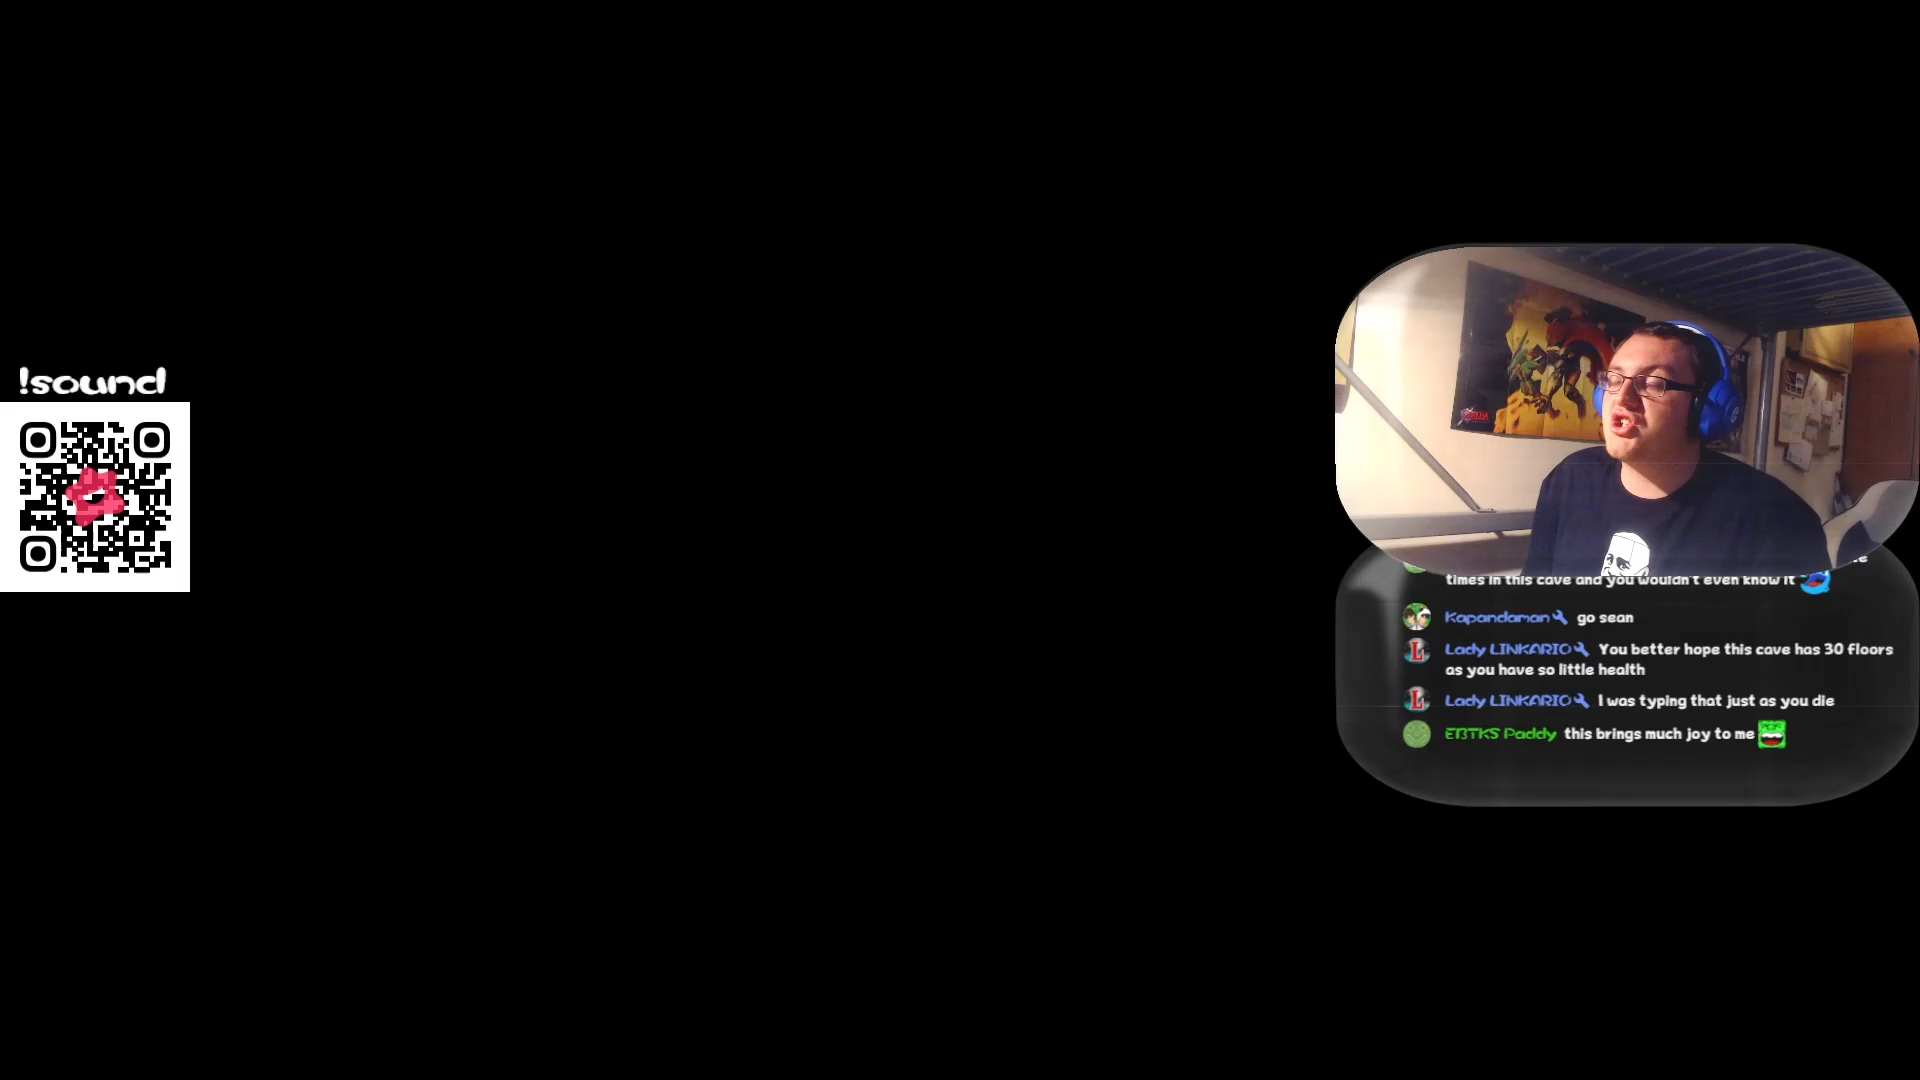 !sound
ZELDA
times in this cave and you wouldn't even know it
Kapandaman go sean
Lady LINKARIO You better hope this cave has 30 floors
as you have so little health
Lady LINKARIO I was typing that just as you die
EBTKS Paddy this brings much joy to me